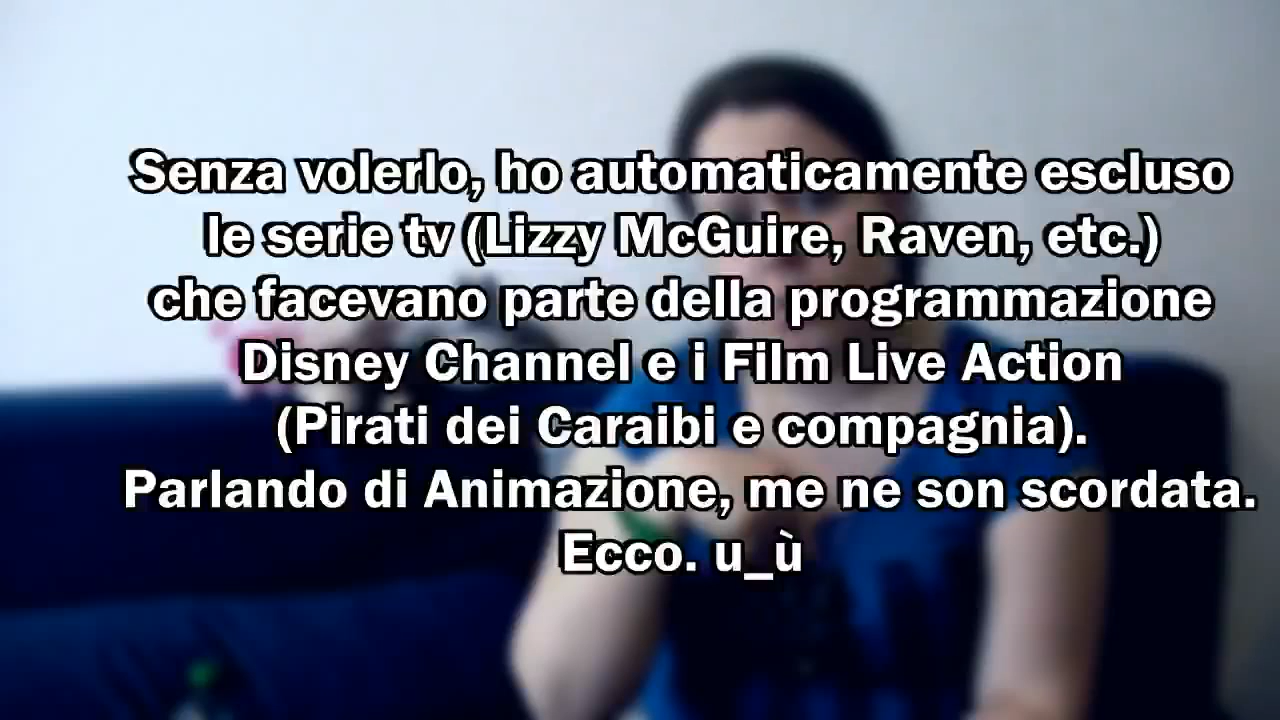 Senza volerlo, ho automaticamente escluso
le serie tv (Lizzy McGuire, Raven, etc.)
che facevano parte della programmazione
Disney Channel e i Film Live Action
(Pirati dei Caraibi e compagnia).
Parlando di Animazione, me ne son scordata.
Ecco. u_ù